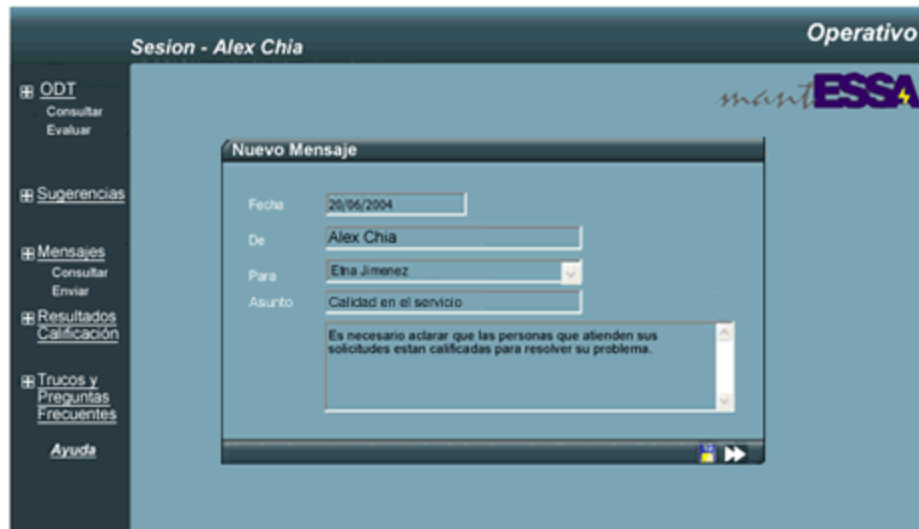 Operativo
Sesion - Alex Chia
mantESSA
ODT
Consultar
Evaluar
Sugerencias
Mensajes
Consultar
Enviar
Resultados
Calificación
Trucos y
Preguntas
Frecuentes
Ayuda
Nuevo Mensaje
Fecha 20/06/2004
De Alex Chia
Para Etna Jimenez
Asunto Calidad en el servicio
Es necesario aclarar que las personas que atienden sus
solicitudes estan calificadas para resolver su problema.